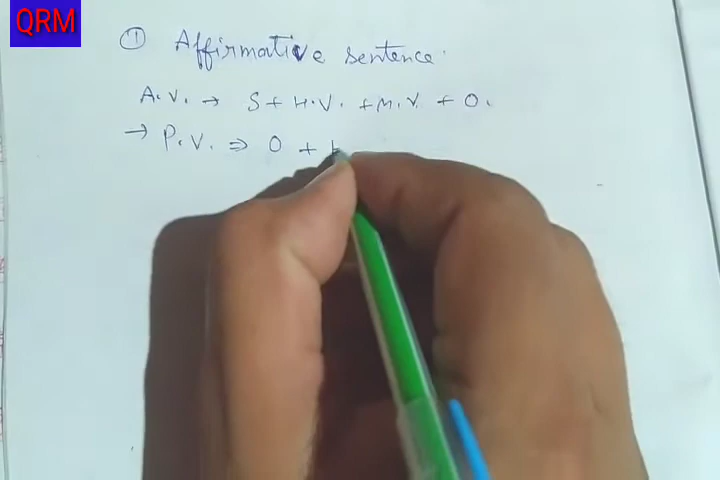 QRM
① Affirmative sentence.
A.V. → S + H.V. + M.V. + O.
→ P.V. ⇒ O +